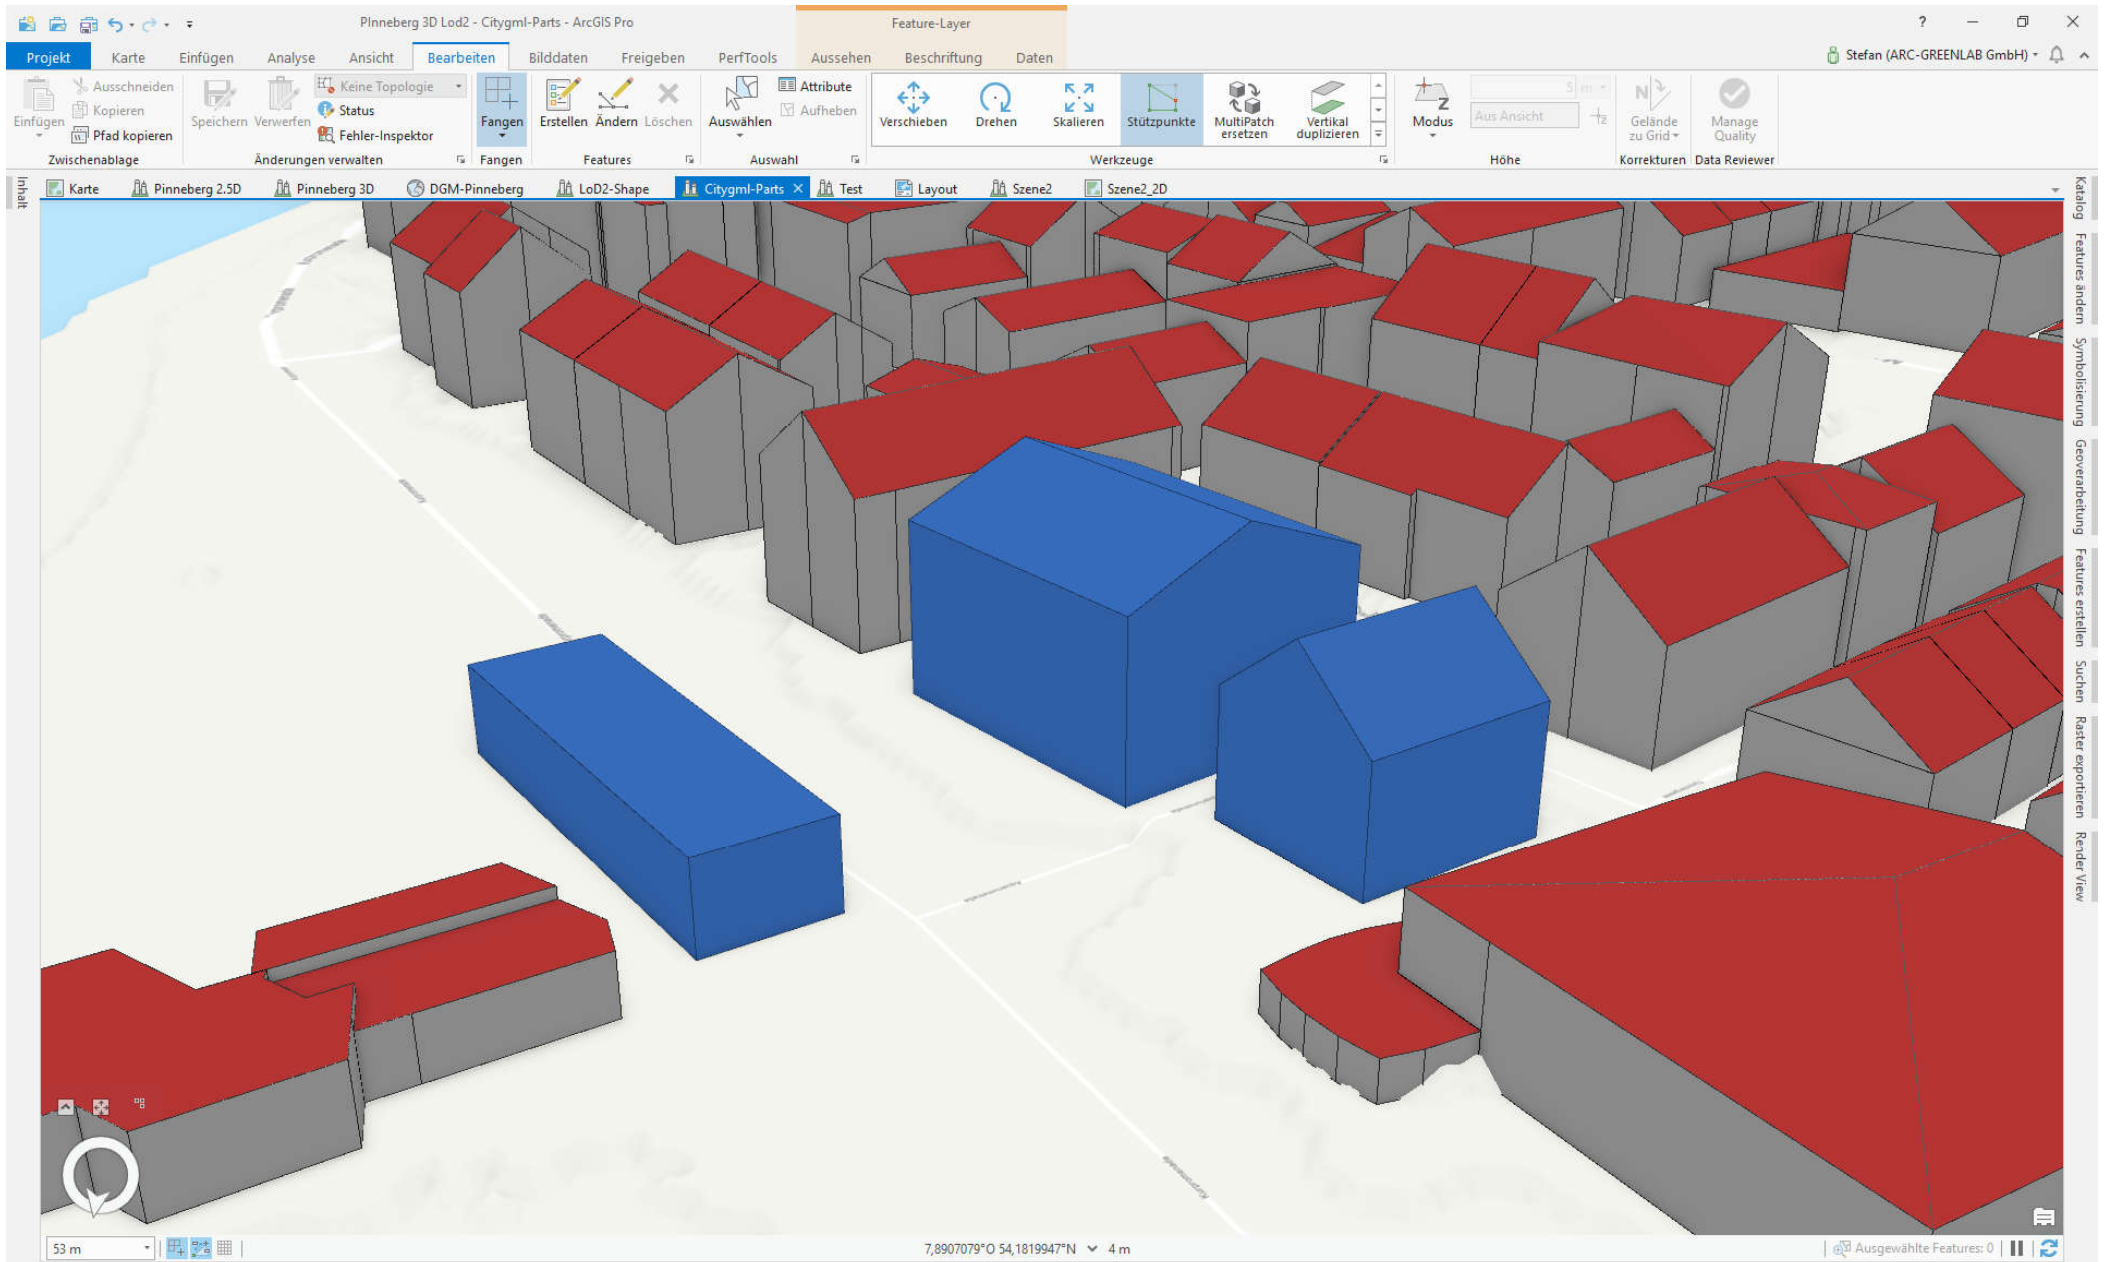 PInneberg 3D Lod2 - Citygml-Parts - ArcGIS Pro
Feature-Layer
?
Projekt Karte Einfügen Analyse Ansicht Bearbeiten Bilddaten Freigeben PerfTools Aussehen Beschriftung Daten
Stefan (ARC-GREENLAB GmbH)
Einfügen
Ausschneiden
Kopieren
Pfad kopieren
Zwischenablage
Speichern Verwerfen
Keine Topologie
Status
Fehler-Inspektor
Änderungen verwalten
Fangen
Fangen
Erstellen Ändern Löschen
Features
Auswählen
Attribute
Aufheben
Auswahl
Verschieben Drehen Skalieren Stützpunkte
MultiPatch
ersetzen
Vertikal
duplizieren
Werkzeuge
Z
Modus
5 m
Aus Ansicht
Höhe
N
Gelände
zu Grid
Korrekturen
Manage
Quality
Data Reviewer
Inhalt
Karte Pinneberg 2.5D Pinneberg 3D DGM-Pinneberg LoD2-Shape Citygml-Parts Test Layout Szene2 Szene2_2D
Katalog
Features ändern
Symbolisierung
Geoverarbeitung
Features erstellen
Suchen
Raster exportieren
Render View
53 m
7,8907079°O 54,1819947°N 4 m
Ausgewählte Features: 0